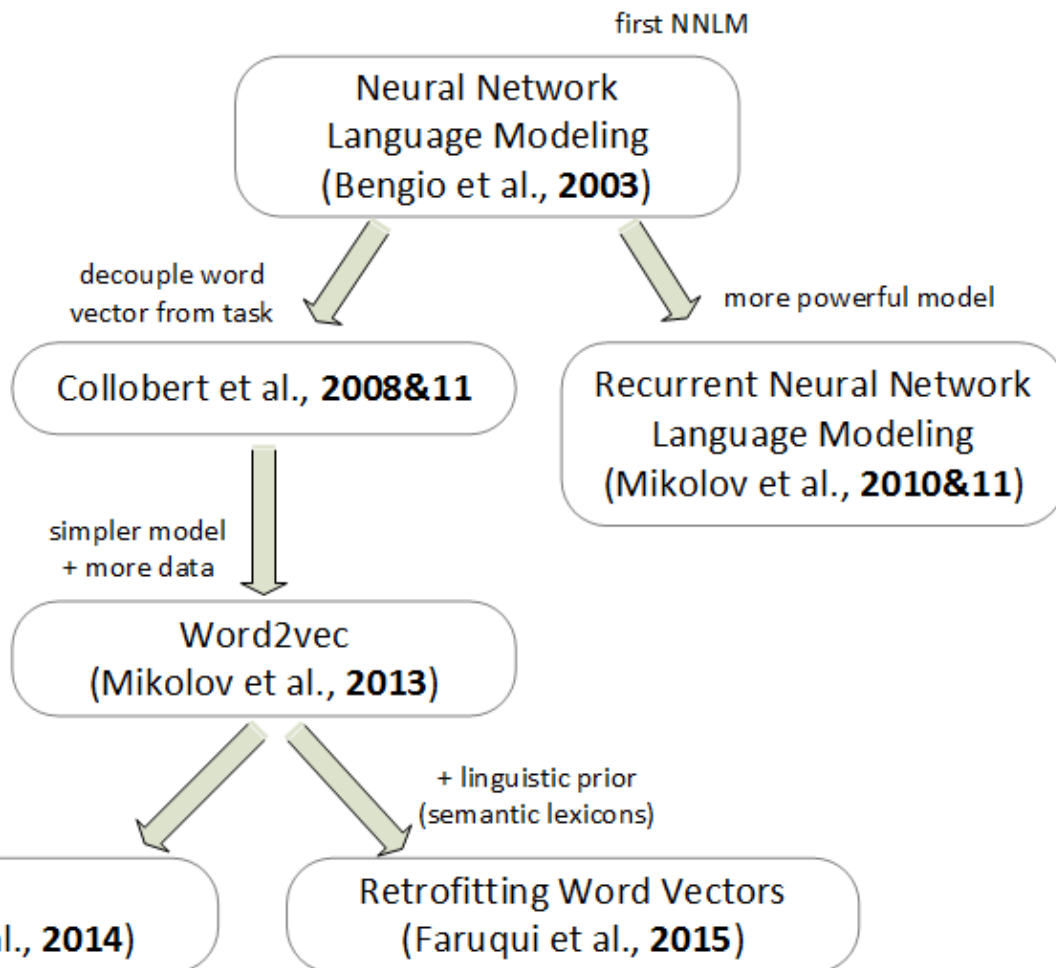 first NNLM
Neural Network
Language Modeling
(Bengio et al., 2003)
decouple word
vector from task
more powerful model
Collobert et al., 2008&11
Recurrent Neural Network
Language Modeling
(Mikolov et al., 2010&11)
simpler model
+ more data
Word2vec
(Mikolov et al., 2013)
+ linguistic prior
(semantic lexicons)
al., 2014)
Retrofitting Word Vectors
(Faruqui et al., 2015)